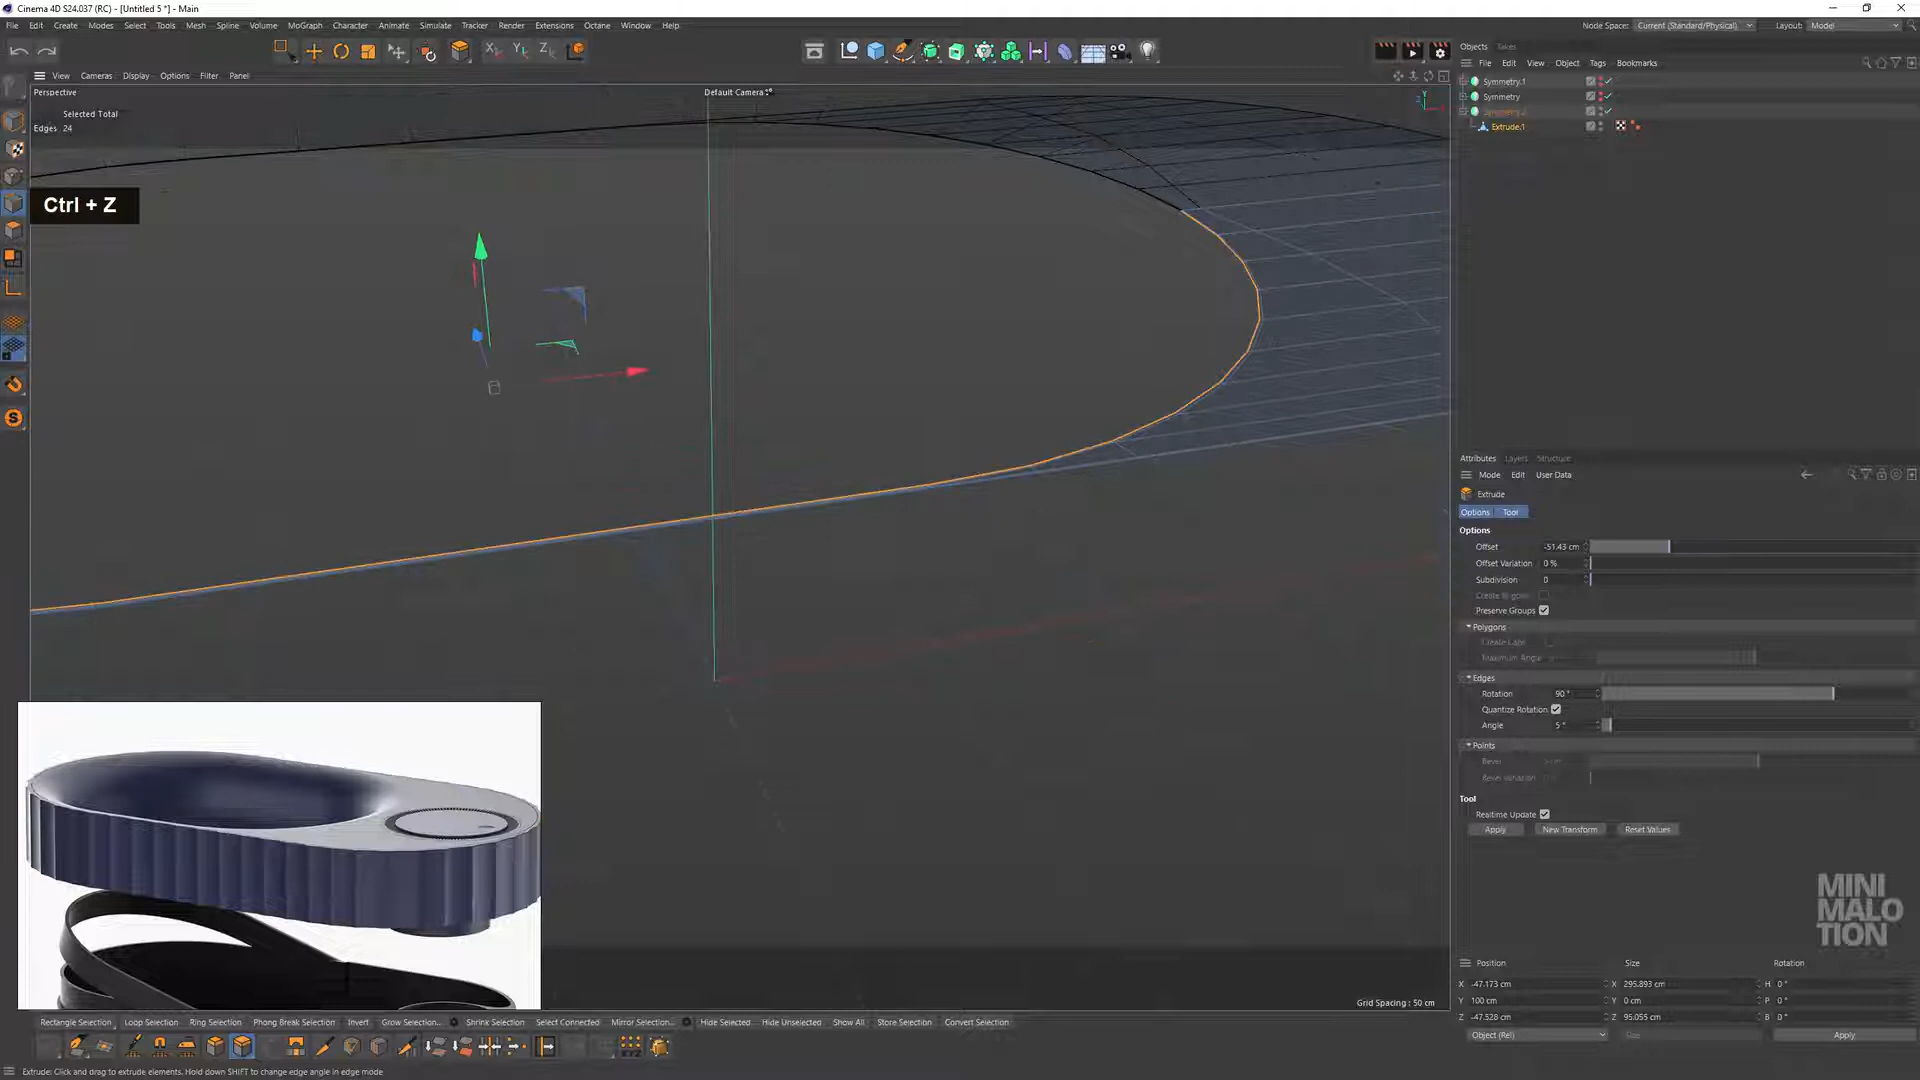 Cinema 4D S24.037 (RC) - [Untitled 5 *] - Main
File Edit Create Modes Select Tools Mesh Spline Volume MoGraph Character Animate Simulate Tracker Render Extensions Octane Window Help
Node Space: Current (Standard/Physical) Layout: Model
Objects Takes
View Cameras Display Options Filter Panel
File Edit View Object Tags Bookmarks
Perspective
Default Camera
Selected Total
Edges 24
Symmetry.1
Symmetry
Extrude.1
Ctrl + Z
Attributes Layers Structure
Mode Edit User Data
Extrude
Options Tool
Options
Offset -51.43 cm
Offset Variation 0 %
Subdivision 0
Preserve Groups
Polygons
Maximum Angle
Edges
Rotation 90 °
Quantize Rotation
Angle 5 °
Points
Bevel
Bevel Variation
Tool
Realtime Update
Apply New Transform Reset Values
MINI
MALO
TION
Position Size Rotation
X -47.173 cm X 295.893 cm H 0 °
Y 100 cm Y 0 cm P 0 °
Z -47.528 cm Z 95.055 cm B 0 °
Object (Rel) Size Apply
Grid Spacing : 50 cm
Rectangle Selection Loop Selection Ring Selection Phong Break Selection Invert Grow Selection... Shrink Selection Select Connected Mirror Selection... Hide Selected Hide Unselected Show All Store Selection Convert Selection
Extrude: Click and drag to extrude elements. Hold down SHIFT to change edge angle in edge mode